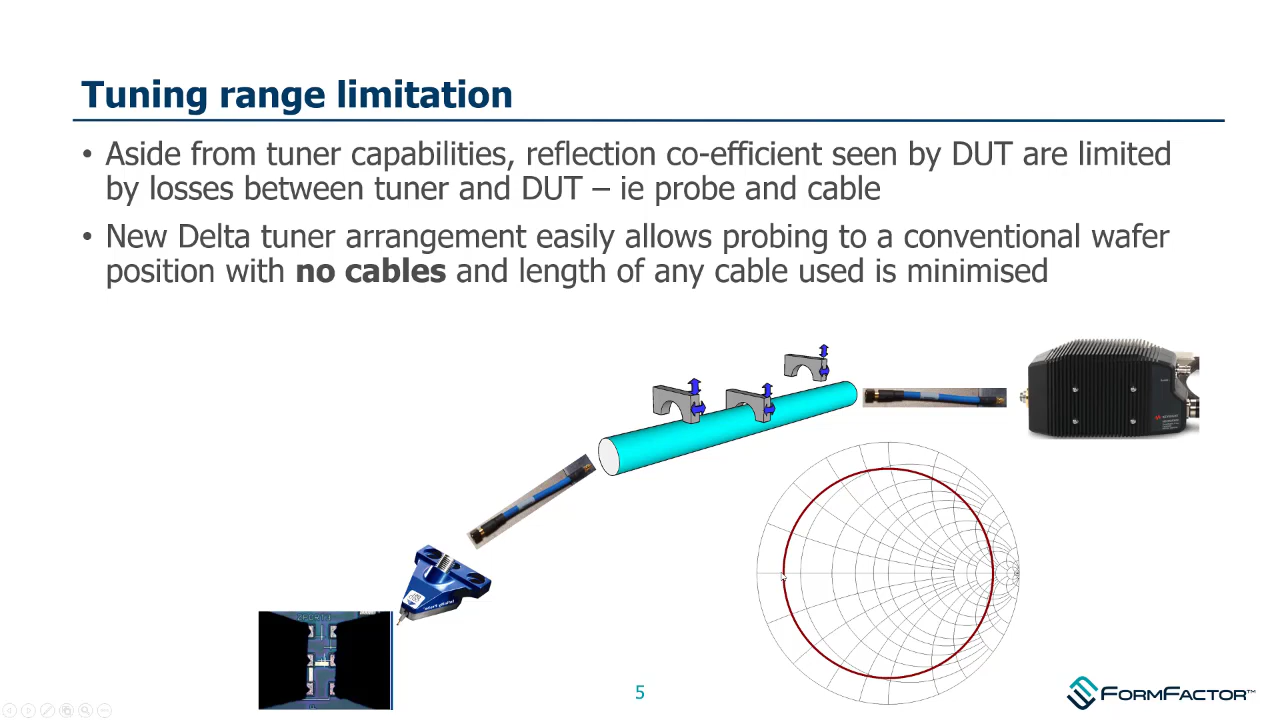 Tuning range limitation
• Aside from tuner capabilities, reflection co-efficient seen by DUT are limited
by losses between tuner and DUT – ie probe and cable
• New Delta tuner arrangement easily allows probing to a conventional wafer
position with no cables and length of any cable used is minimised
5
FORMFACTOR™